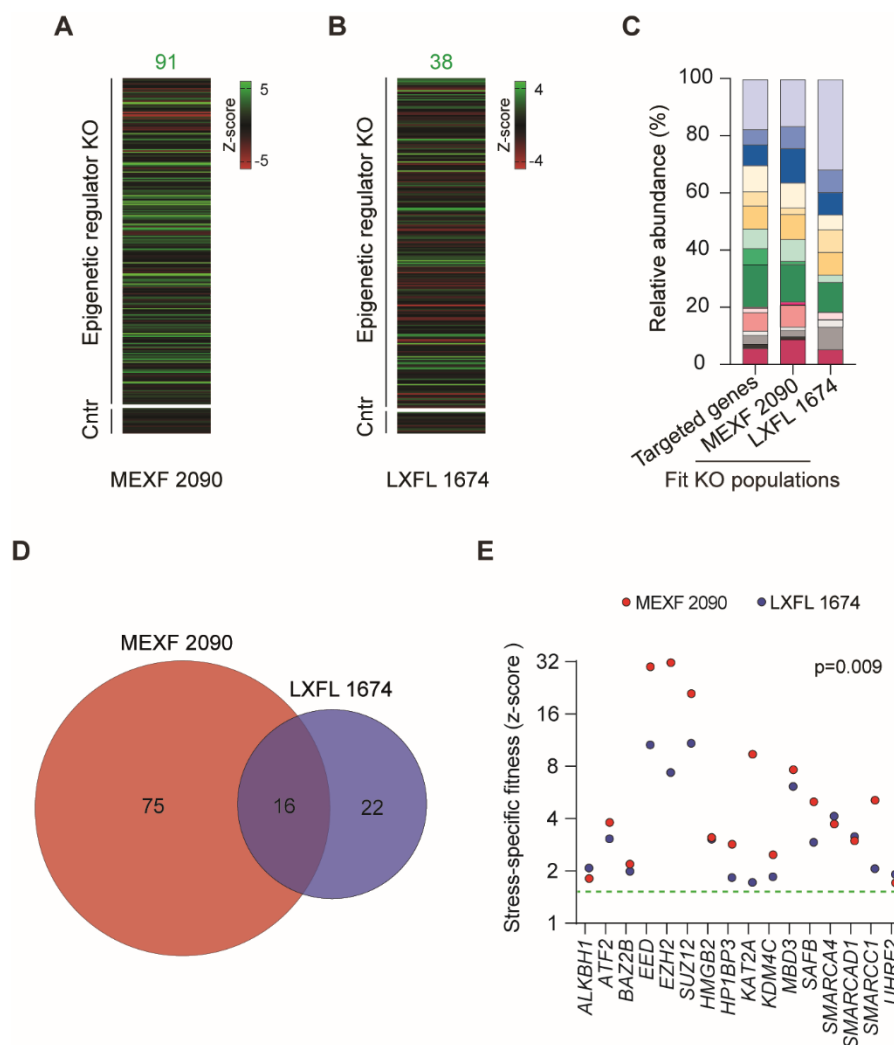 A
B
C
91
38
Epigenetic regulator KO
Cntr
5
Z-score
-5
MEXF 2090
Epigenetic regulator KO
Cntr
4
Z-score
-4
LXFL 1674
Relative abundance (%)
100
80
60
40
20
0
Targeted genes
MEXF 2090
LXFL 1674
Fit KO populations
D
MEXF 2090
LXFL 1674
75
16
22
E
MEXF 2090
LXFL 1674
p=0.009
Stress-specific fitness (z-score )
32
16
8
4
2
1
ALKBH1
ATF2
BAZ2B
EED
EZH2
SUZ12
HMGB2
HP1BP3
KAT2A
KDM4C
MBD3
SAFB
SMARCA4
SMARCAD1
SMARCC1
UHRF2